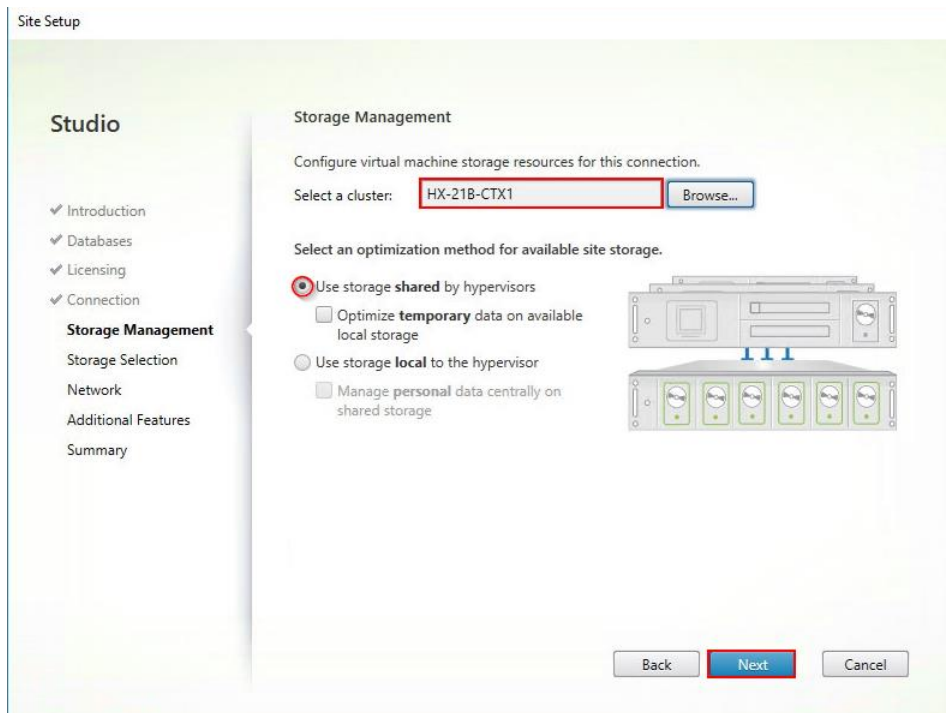 Site Setup
Studio
Introduction
Databases
Licensing
Connection
Storage Management
Storage Selection
Network
Additional Features
Summary
Storage Management
Configure virtual machine storage resources for this connection.
Select a cluster: HX-21B-CTX1 Browse...
Select an optimization method for available site storage.
Use storage shared by hypervisors
Optimize temporary data on available
local storage
Use storage local to the hypervisor
Manage personal data centrally on
shared storage
Back Next Cancel